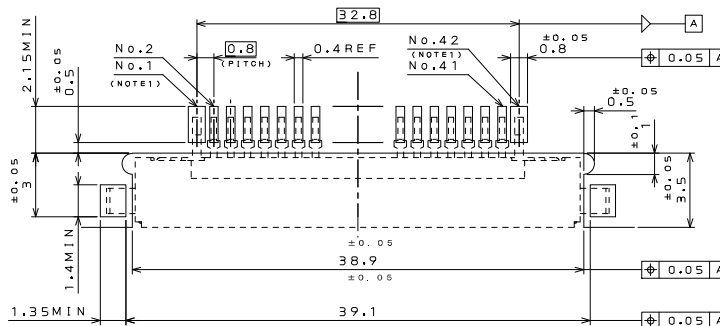 32.8
A
No.2
0.8
0.4REF
No.42
±0.05
0.8
No.1
(PITCH)
(NOTE1)
No.41
(NOTE1)
0.05 A
2.15MIN
±0.05
0.5
±0.05
0.5
±0.1
1
±0.05
3
±0.05
3.5
1.4MIN
±0.05
38.9
±0.05
0.05 A
1.35MIN
39.1
0.05 A